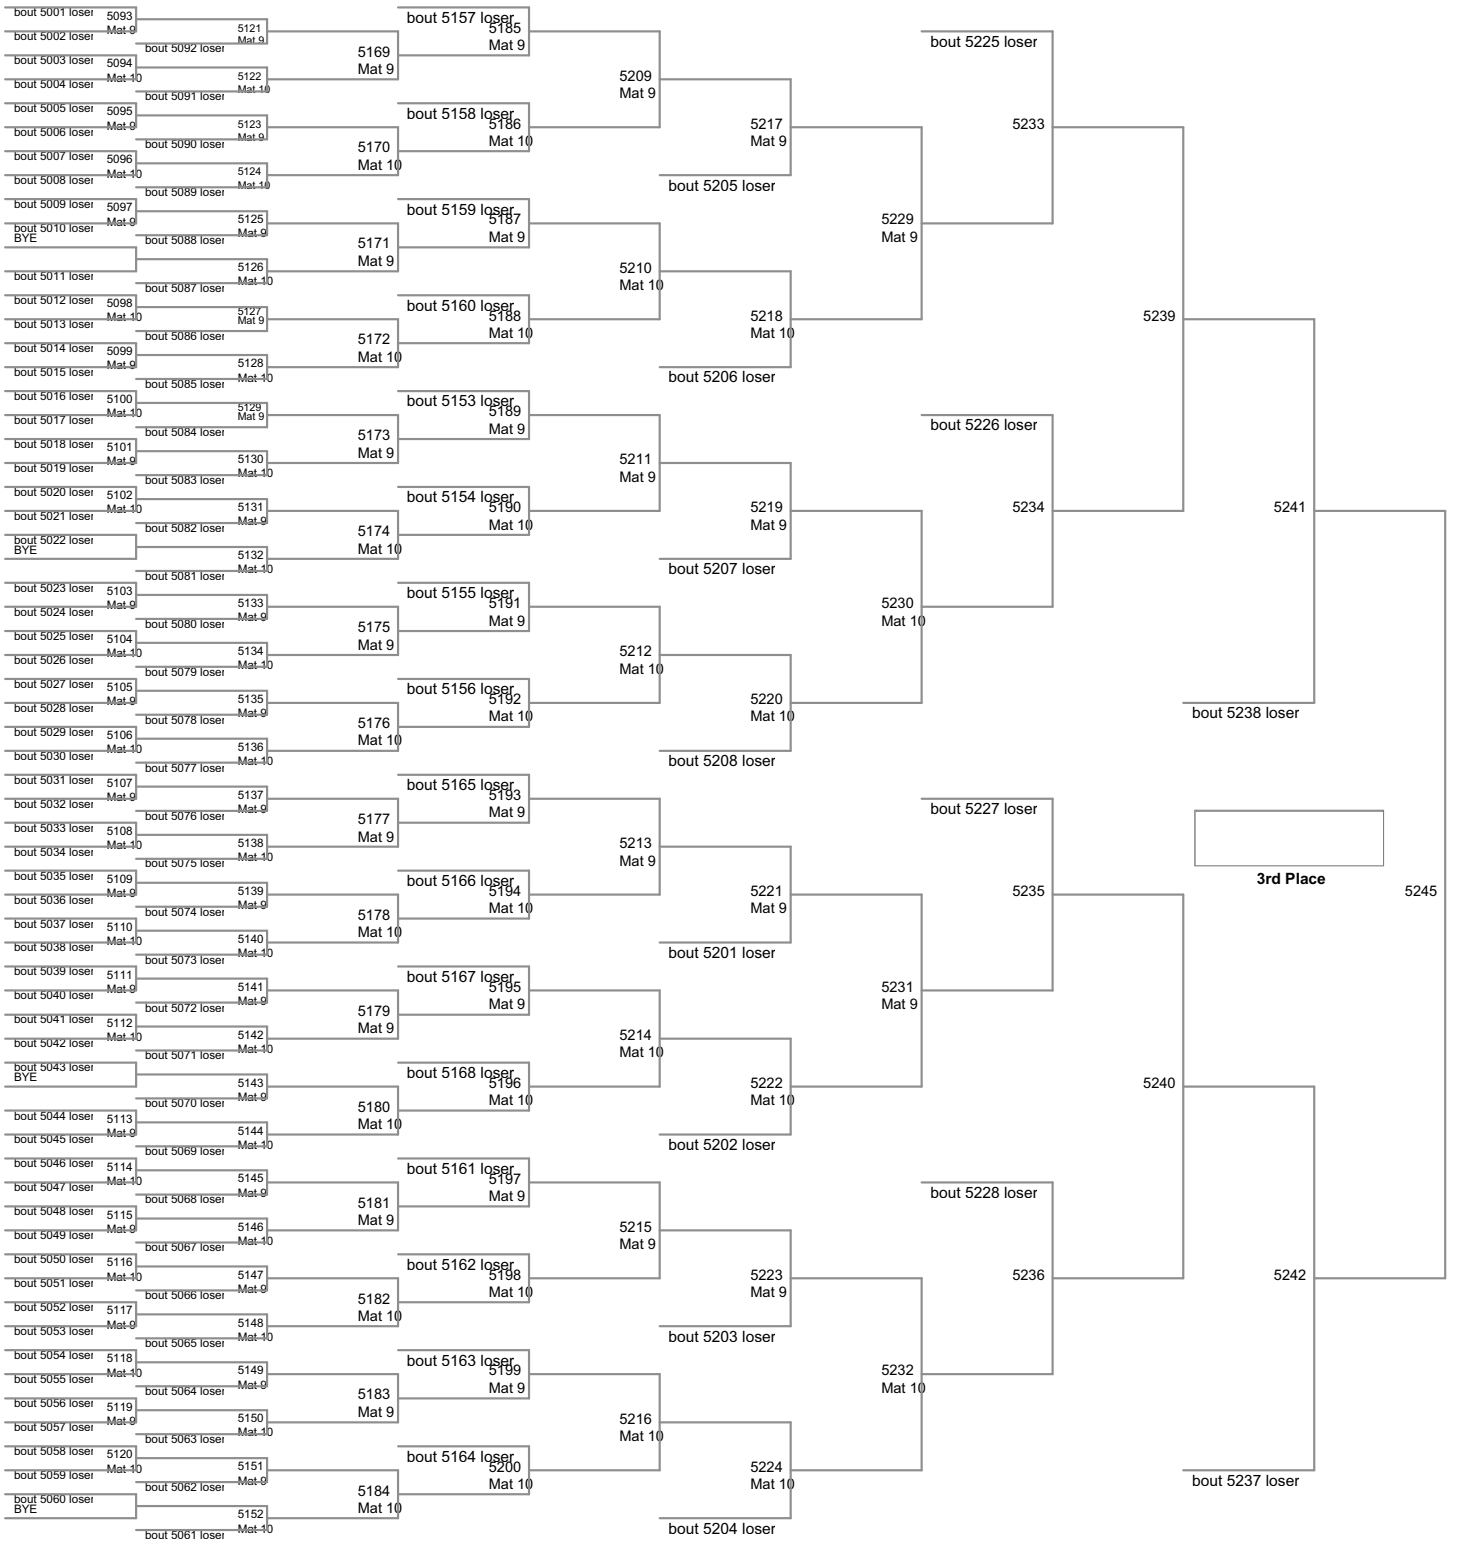 bout 5001 loser
5093
Mat 9
bout 5002 loser
bout 5003 loser
5094
Mat 10
bout 5004 loser
bout 5005 loser
5095
Mat 9
bout 5006 loser
bout 5007 loser
5096
Mat 10
bout 5008 loser
bout 5009 loser
5097
Mat 9
bout 5010 loser
BYE
bout 5011 loser
bout 5012 loser
5098
Mat 10
bout 5013 loser
bout 5014 loser
5099
Mat 9
bout 5015 loser
bout 5016 loser
5100
Mat 10
bout 5017 loser
bout 5018 loser
5101
Mat 9
bout 5019 loser
bout 5020 loser
5102
Mat 10
bout 5021 loser
bout 5022 loser
BYE
bout 5023 loser
5103
Mat 9
bout 5024 loser
bout 5025 loser
5104
Mat 10
bout 5026 loser
bout 5027 loser
5105
Mat 9
bout 5028 loser
bout 5029 loser
5106
Mat 10
bout 5030 loser
bout 5031 loser
5107
Mat 9
bout 5032 loser
bout 5033 loser
5108
Mat 10
bout 5034 loser
bout 5035 loser
5109
Mat 9
bout 5036 loser
bout 5037 loser
5110
Mat 10
bout 5038 loser
bout 5039 loser
5111
Mat 9
bout 5040 loser
bout 5041 loser
5112
Mat 10
bout 5042 loser
bout 5043 loser
BYE
bout 5044 loser
5113
Mat 9
bout 5045 loser
bout 5046 loser
5114
Mat 10
bout 5047 loser
bout 5048 loser
5115
Mat 9
bout 5049 loser
bout 5050 loser
5116
Mat 10
bout 5051 loser
bout 5052 loser
5117
Mat 9
bout 5053 loser
bout 5054 loser
5118
Mat 10
bout 5055 loser
bout 5056 loser
5119
Mat 9
bout 5057 loser
bout 5058 loser
5120
Mat 10
bout 5059 loser
bout 5060 loser
BYE
5121
Mat 9
bout 5092 loser
5122
Mat 10
bout 5091 loser
5123
Mat 9
bout 5090 loser
5124
Mat 10
bout 5089 loser
5125
Mat 9
bout 5088 loser
5126
Mat 10
bout 5087 loser
5127
Mat 9
bout 5086 loser
5128
Mat 10
bout 5085 loser
5129
Mat 9
bout 5084 loser
5130
Mat 10
bout 5083 loser
5131
Mat 9
bout 5082 loser
5132
Mat 10
bout 5081 loser
5133
Mat 9
bout 5080 loser
5134
Mat 10
bout 5079 loser
5135
Mat 9
bout 5078 loser
5136
Mat 10
bout 5077 loser
5137
Mat 9
bout 5076 loser
5138
Mat 10
bout 5075 loser
5139
Mat 9
bout 5074 loser
5140
Mat 10
bout 5073 loser
5141
Mat 9
bout 5072 loser
5142
Mat 10
bout 5071 loser
5143
Mat 9
bout 5070 loser
5144
Mat 10
bout 5069 loser
5145
Mat 9
bout 5068 loser
5146
Mat 10
bout 5067 loser
5147
Mat 9
bout 5066 loser
5148
Mat 10
bout 5065 loser
5149
Mat 9
bout 5064 loser
5150
Mat 10
bout 5063 loser
5151
Mat 9
bout 5062 loser
5152
Mat 10
bout 5061 loser
5169
Mat 9
5170
Mat 10
5171
Mat 9
5172
Mat 10
5173
Mat 9
5174
Mat 10
5175
Mat 9
5176
Mat 10
5177
Mat 9
5178
Mat 10
5179
Mat 9
5180
Mat 10
5181
Mat 9
5182
Mat 10
5183
Mat 9
5184
Mat 10
bout 5157 loser
5185
Mat 9
bout 5158 loser
5186
Mat 10
bout 5159 loser
5187
Mat 9
bout 5160 loser
5188
Mat 10
bout 5153 loser
5189
Mat 9
bout 5154 loser
5190
Mat 10
bout 5155 loser
5191
Mat 9
bout 5156 loser
5192
Mat 10
bout 5165 loser
5193
Mat 9
bout 5166 loser
5194
Mat 10
bout 5167 loser
5195
Mat 9
bout 5168 loser
5196
Mat 10
bout 5161 loser
5197
Mat 9
bout 5162 loser
5198
Mat 10
bout 5163 loser
5199
Mat 9
bout 5164 loser
5200
Mat 10
5209
Mat 9
5210
Mat 10
5211
Mat 9
5212
Mat 10
5213
Mat 9
5214
Mat 10
5215
Mat 9
5216
Mat 10
5217
Mat 9
bout 5205 loser
5218
Mat 10
bout 5206 loser
5219
Mat 9
bout 5207 loser
5220
Mat 10
bout 5208 loser
5221
Mat 9
bout 5201 loser
5222
Mat 10
bout 5202 loser
5223
Mat 9
bout 5203 loser
5224
Mat 10
bout 5204 loser
5229
Mat 9
5230
Mat 10
5231
Mat 9
5232
Mat 10
bout 5225 loser
5233
bout 5226 loser
5234
bout 5227 loser
5235
bout 5228 loser
5236
5239
5240
5241
bout 5238 loser
5242
bout 5237 loser
3rd Place
5245